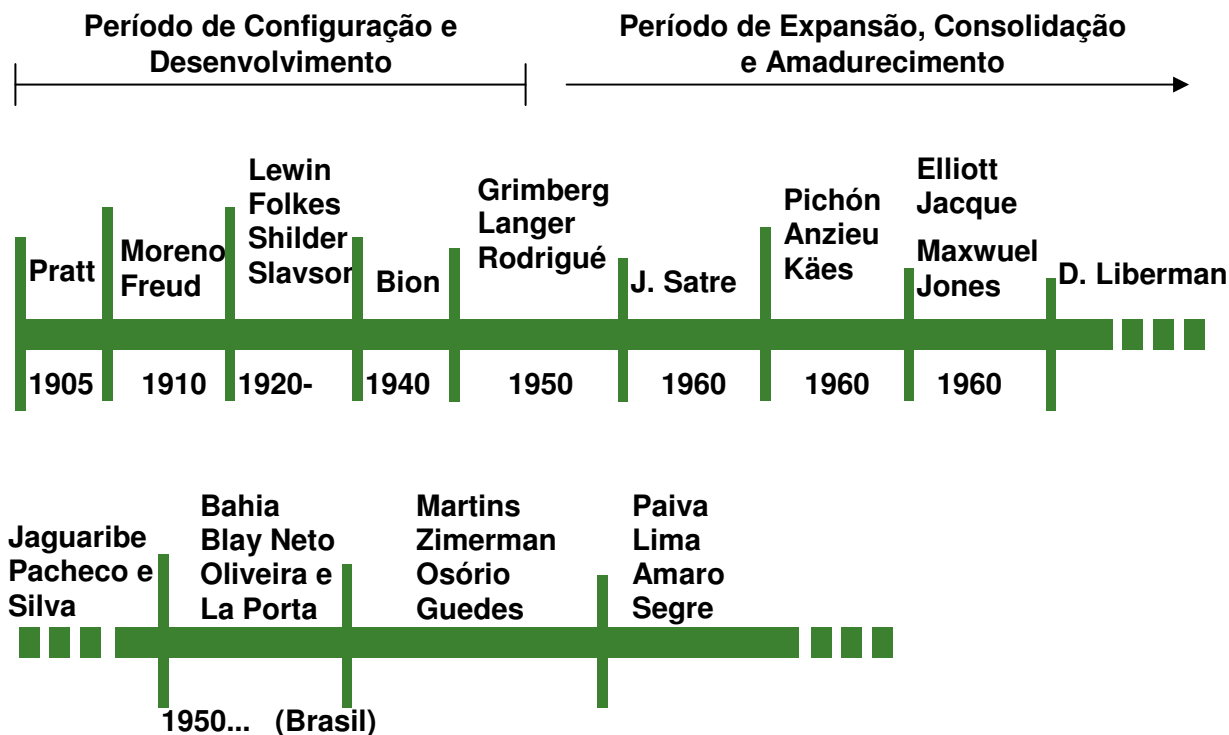 Período de Configuração e
Desenvolvimento
Período de Expansão, Consolidação
e Amadurecimento
Pratt
Moreno
Freud
Lewin
Folkes
Shilder
Slavsor
Bion
Grimberg
Langer
Rodrigué
J. Satre
Pichón
Anzieu
Käes
Elliott
Jacque
Maxwuel
Jones
D. Liberman
1905
1910
1920-
1940
1950
1960
1960
1960
Jaguaribe
Pacheco e
Silva
Bahia
Blay Neto
Oliveira e
La Porta
Martins
Zimerman
Osório
Guedes
Paiva
Lima
Amaro
Segre
1950... (Brasil)